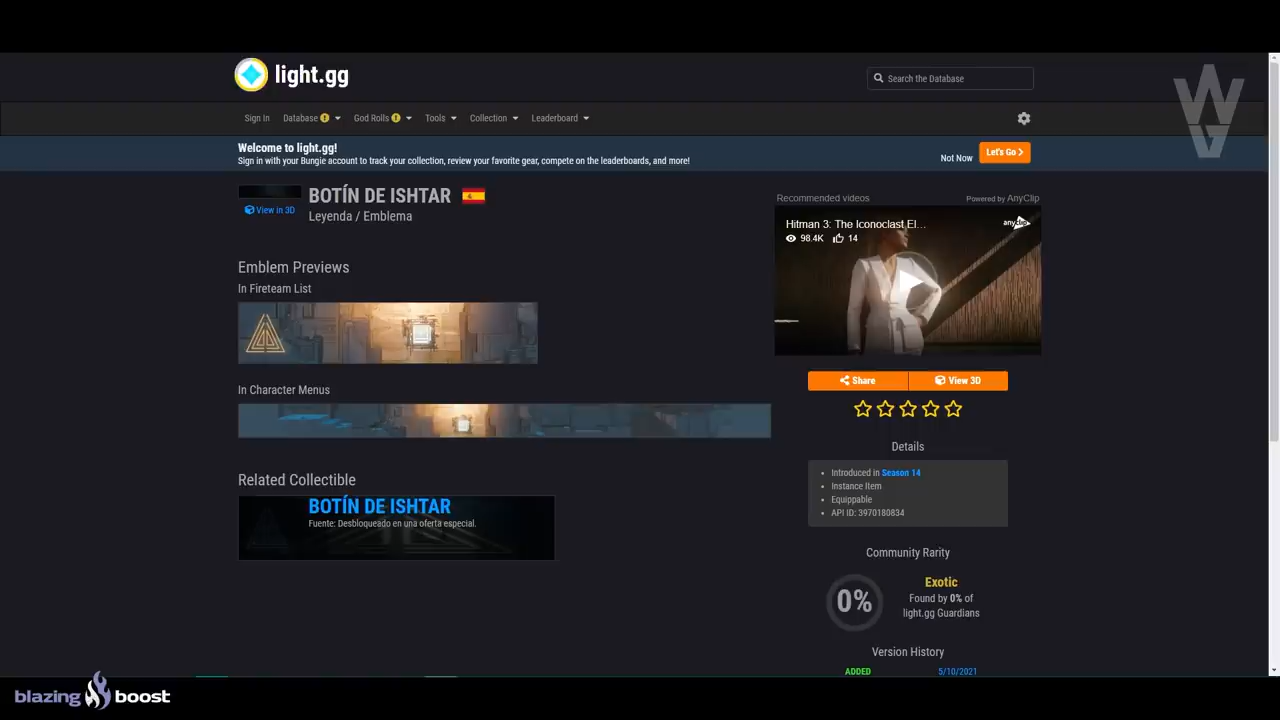 light.gg
Search the Database
WG
Sign In Database ! God Rolls ! Tools Collection Leaderboard
Welcome to light.gg!
Sign in with your Bungie account to track your collection, review your favorite gear, compete on the leaderboards, and more!
Not Now Let's Go
BOTÍN DE ISHTAR
View in 3D
Leyenda / Emblema
Recommended videos Powered by AnyClip
Hitman 3: The Iconoclast El...
anyclip
98.4K 14
Emblem Previews
In Fireteam List
In Character Menus
Share View 3D
Related Collectible
BOTÍN DE ISHTAR
Fuente: Desbloqueado en una oferta especial.
Details
Introduced in Season 14
Instance Item
Equippable
API ID: 3970180834
Community Rarity
0%
Exotic
Found by 0% of
light.gg Guardians
Version History
ADDED 5/10/2021
blazing boost